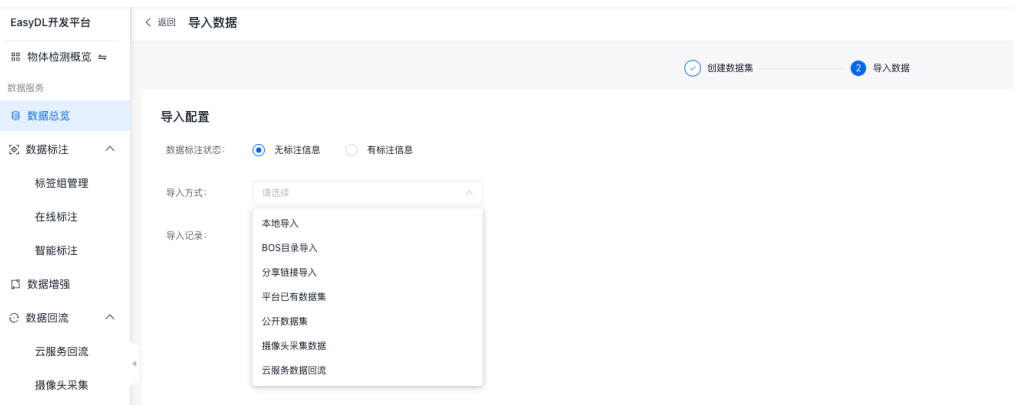 EasyDL开发平台
返回 导入数据
物体检测概览
创建数据集
2 导入数据
数据服务
数据总览
导入配置
数据标注
数据标注状态: 无标注信息 有标注信息
标签组管理
导入方式: 请选择
在线标注
本地导入
导入记录:
BOS目录导入
智能标注
分享链接导入
数据增强
平台已有数据集
数据回流
公开数据集
云服务回流
摄像头采集数据
云服务数据回流
摄像头采集